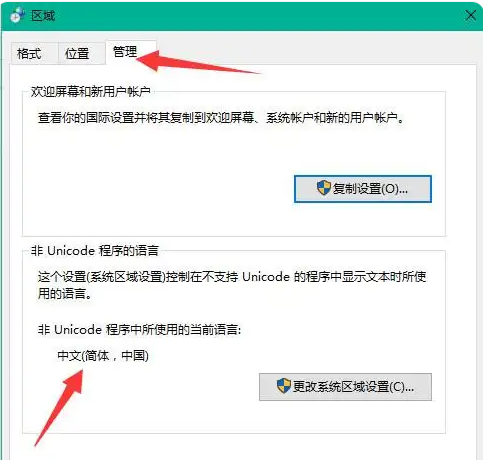 区域
格式
位置
管理
欢迎屏幕和新用户帐户
查看你的国际设置并将其复制到欢迎屏幕、系统帐户和新的用户帐户。
复制设置(O)...
非 Unicode 程序的语言
这个设置(系统区域设置)控制在不支持 Unicode 的程序中显示文本时所使
用的语言。
非 Unicode 程序中所使用的当前语言:
中文(简体，中国)
更改系统区域设置(C)...